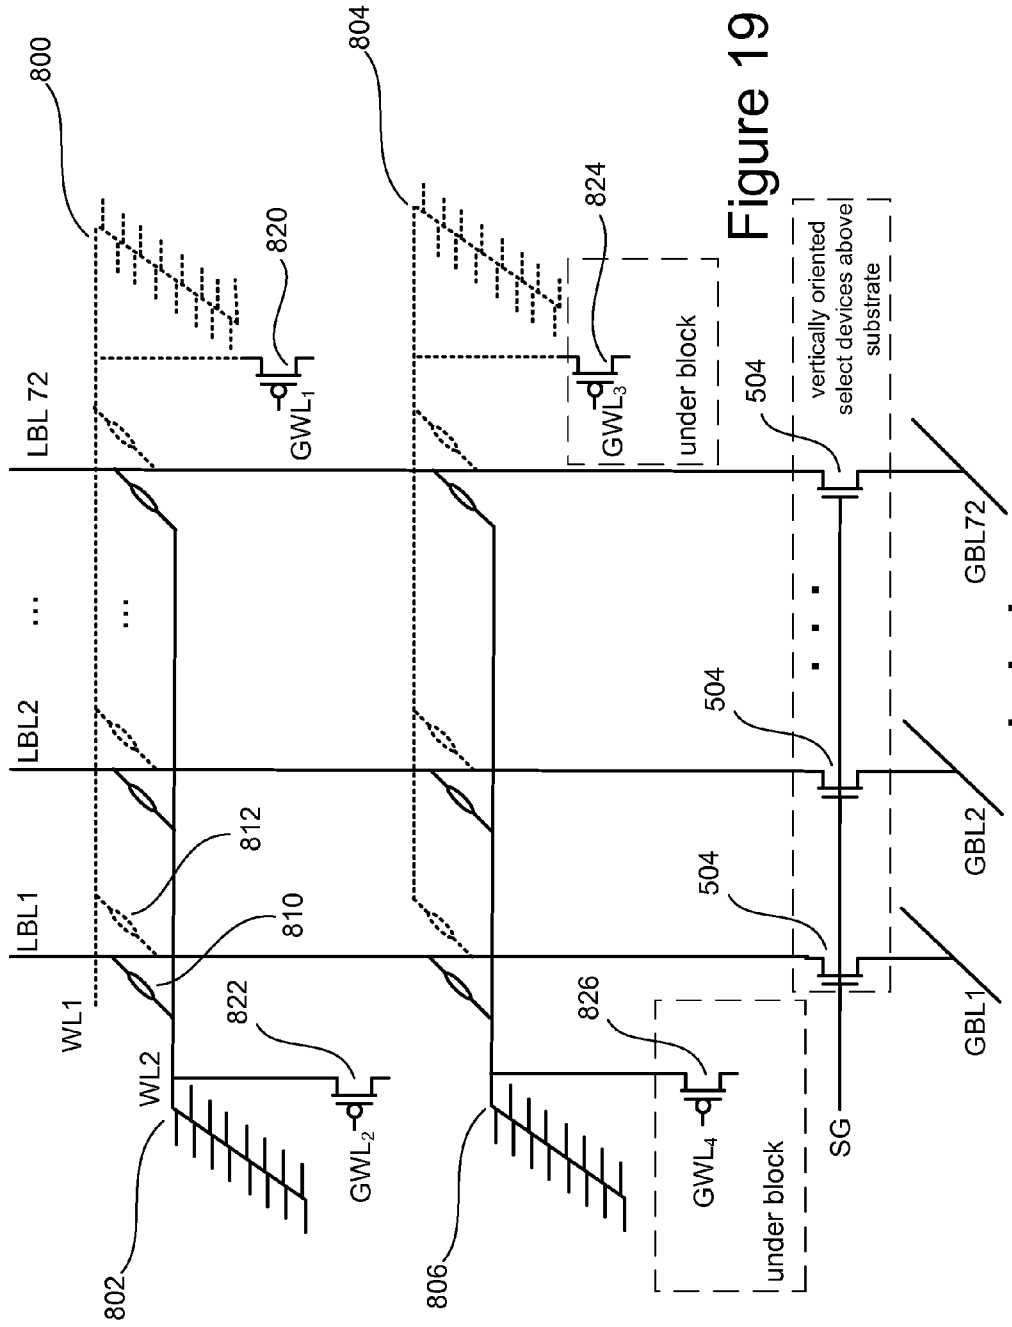 800
804
Figure 19
LBL 72
820
GWL1
824
GWL3
under block
vertically oriented
select devices above
substrate
504
GBL72
...
...
. . .
. . .
LBL2
504
GBL2
812
LBL1
810
504
GBL1
WL1
822
826
WL2
GWL2
GWL4
SG
under block
802
806